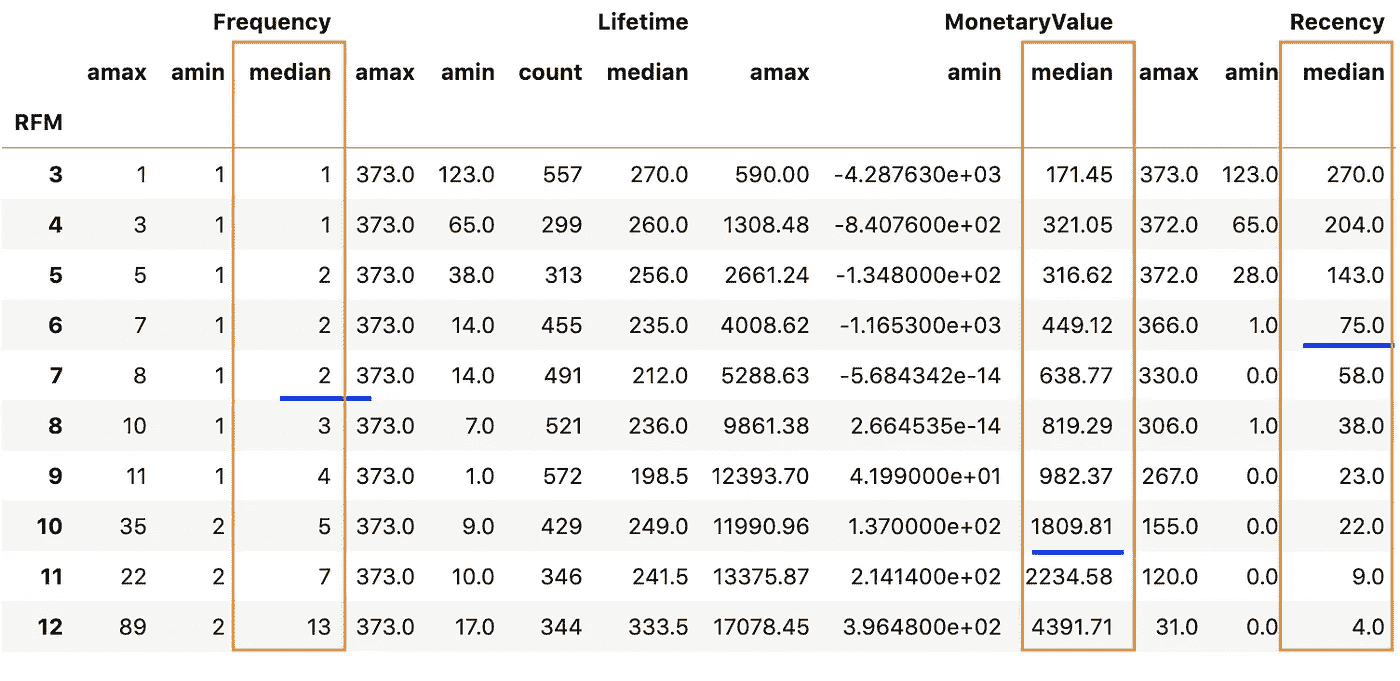 Frequency Lifetime MonetaryValue Recency
amax amin median amax amin count median amax amin median amax amin median
RFM
3 1 1 1 373.0 123.0 557 270.0 590.00 -4.287630e+03 171.45 373.0 123.0 270.0
4 3 1 1 373.0 65.0 299 260.0 1308.48 -8.407600e+02 321.05 372.0 65.0 204.0
5 5 1 2 373.0 38.0 313 256.0 2661.24 -1.348000e+02 316.62 372.0 28.0 143.0
6 7 1 2 373.0 14.0 455 235.0 4008.62 -1.165300e+03 449.12 366.0 1.0 75.0
7 8 1 2 373.0 14.0 491 212.0 5288.63 -5.684342e-14 638.77 330.0 0.0 58.0
8 10 1 3 373.0 7.0 521 236.0 9861.38 2.664535e-14 819.29 306.0 1.0 38.0
9 11 1 4 373.0 1.0 572 198.5 12393.70 4.199000e+01 982.37 267.0 0.0 23.0
10 35 2 5 373.0 9.0 429 249.0 11990.96 1.370000e+02 1809.81 155.0 0.0 22.0
11 22 2 7 373.0 10.0 346 241.5 13375.87 2.141400e+02 2234.58 120.0 0.0 9.0
12 89 2 13 373.0 17.0 344 333.5 17078.45 3.964800e+02 4391.71 31.0 0.0 4.0